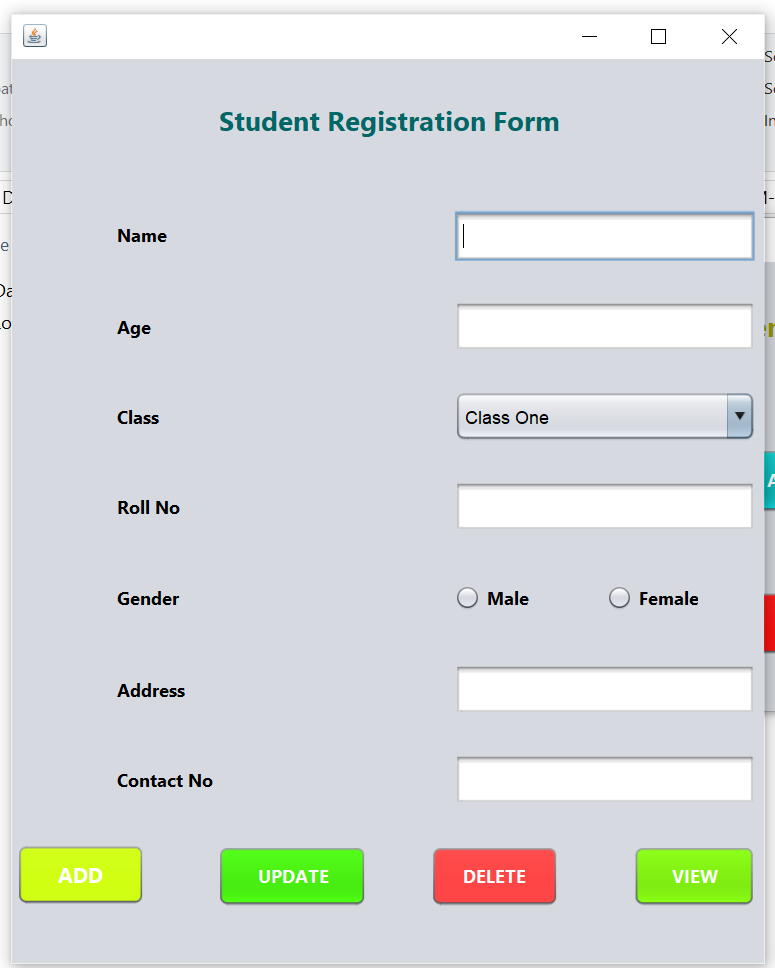 Student Registration Form
Name
Age
Class
Class One
Roll No
Gender
Male
Female
Address
Contact No
ADD
UPDATE
DELETE
VIEW